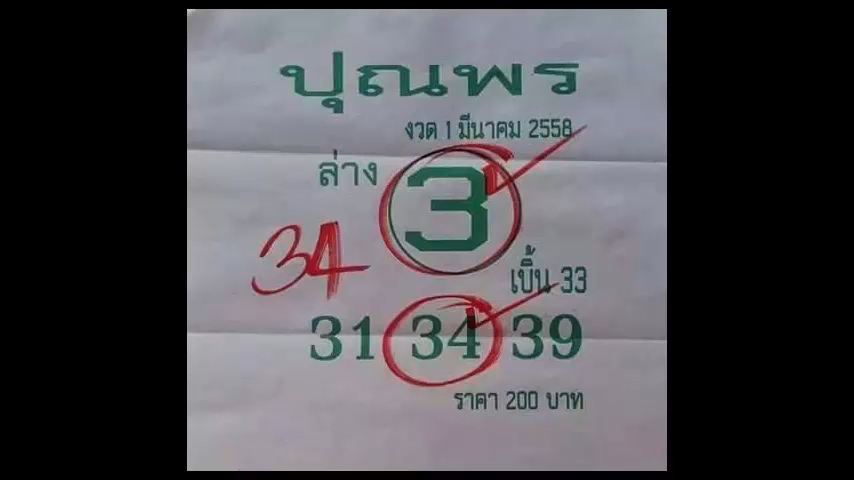 ปุณพร
งวด 1 มีนาคม 2558
ล่าง 3
34
เบิ้น 33
31 34 39
ราคา 200 บาท